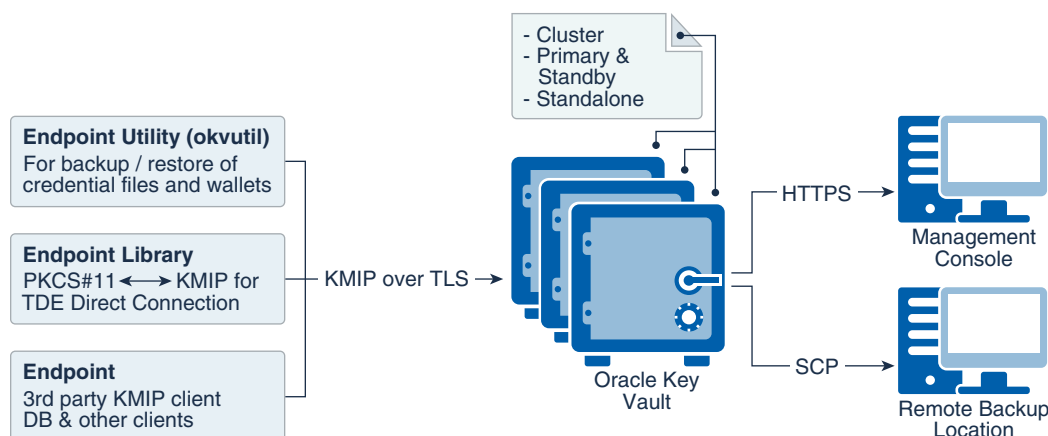 - Cluster
- Primary &
Standby
- Standalone
Endpoint Utility (okvutil)
For backup / restore of
credential files and wallets
Endpoint Library
PKCS#11 KMIP for
TDE Direct Connection
Endpoint
3rd party KMIP client
DB & other clients
KMIP over TLS
Oracle Key
Vault
HTTPS
Management
Console
SCP
Remote Backup
Location